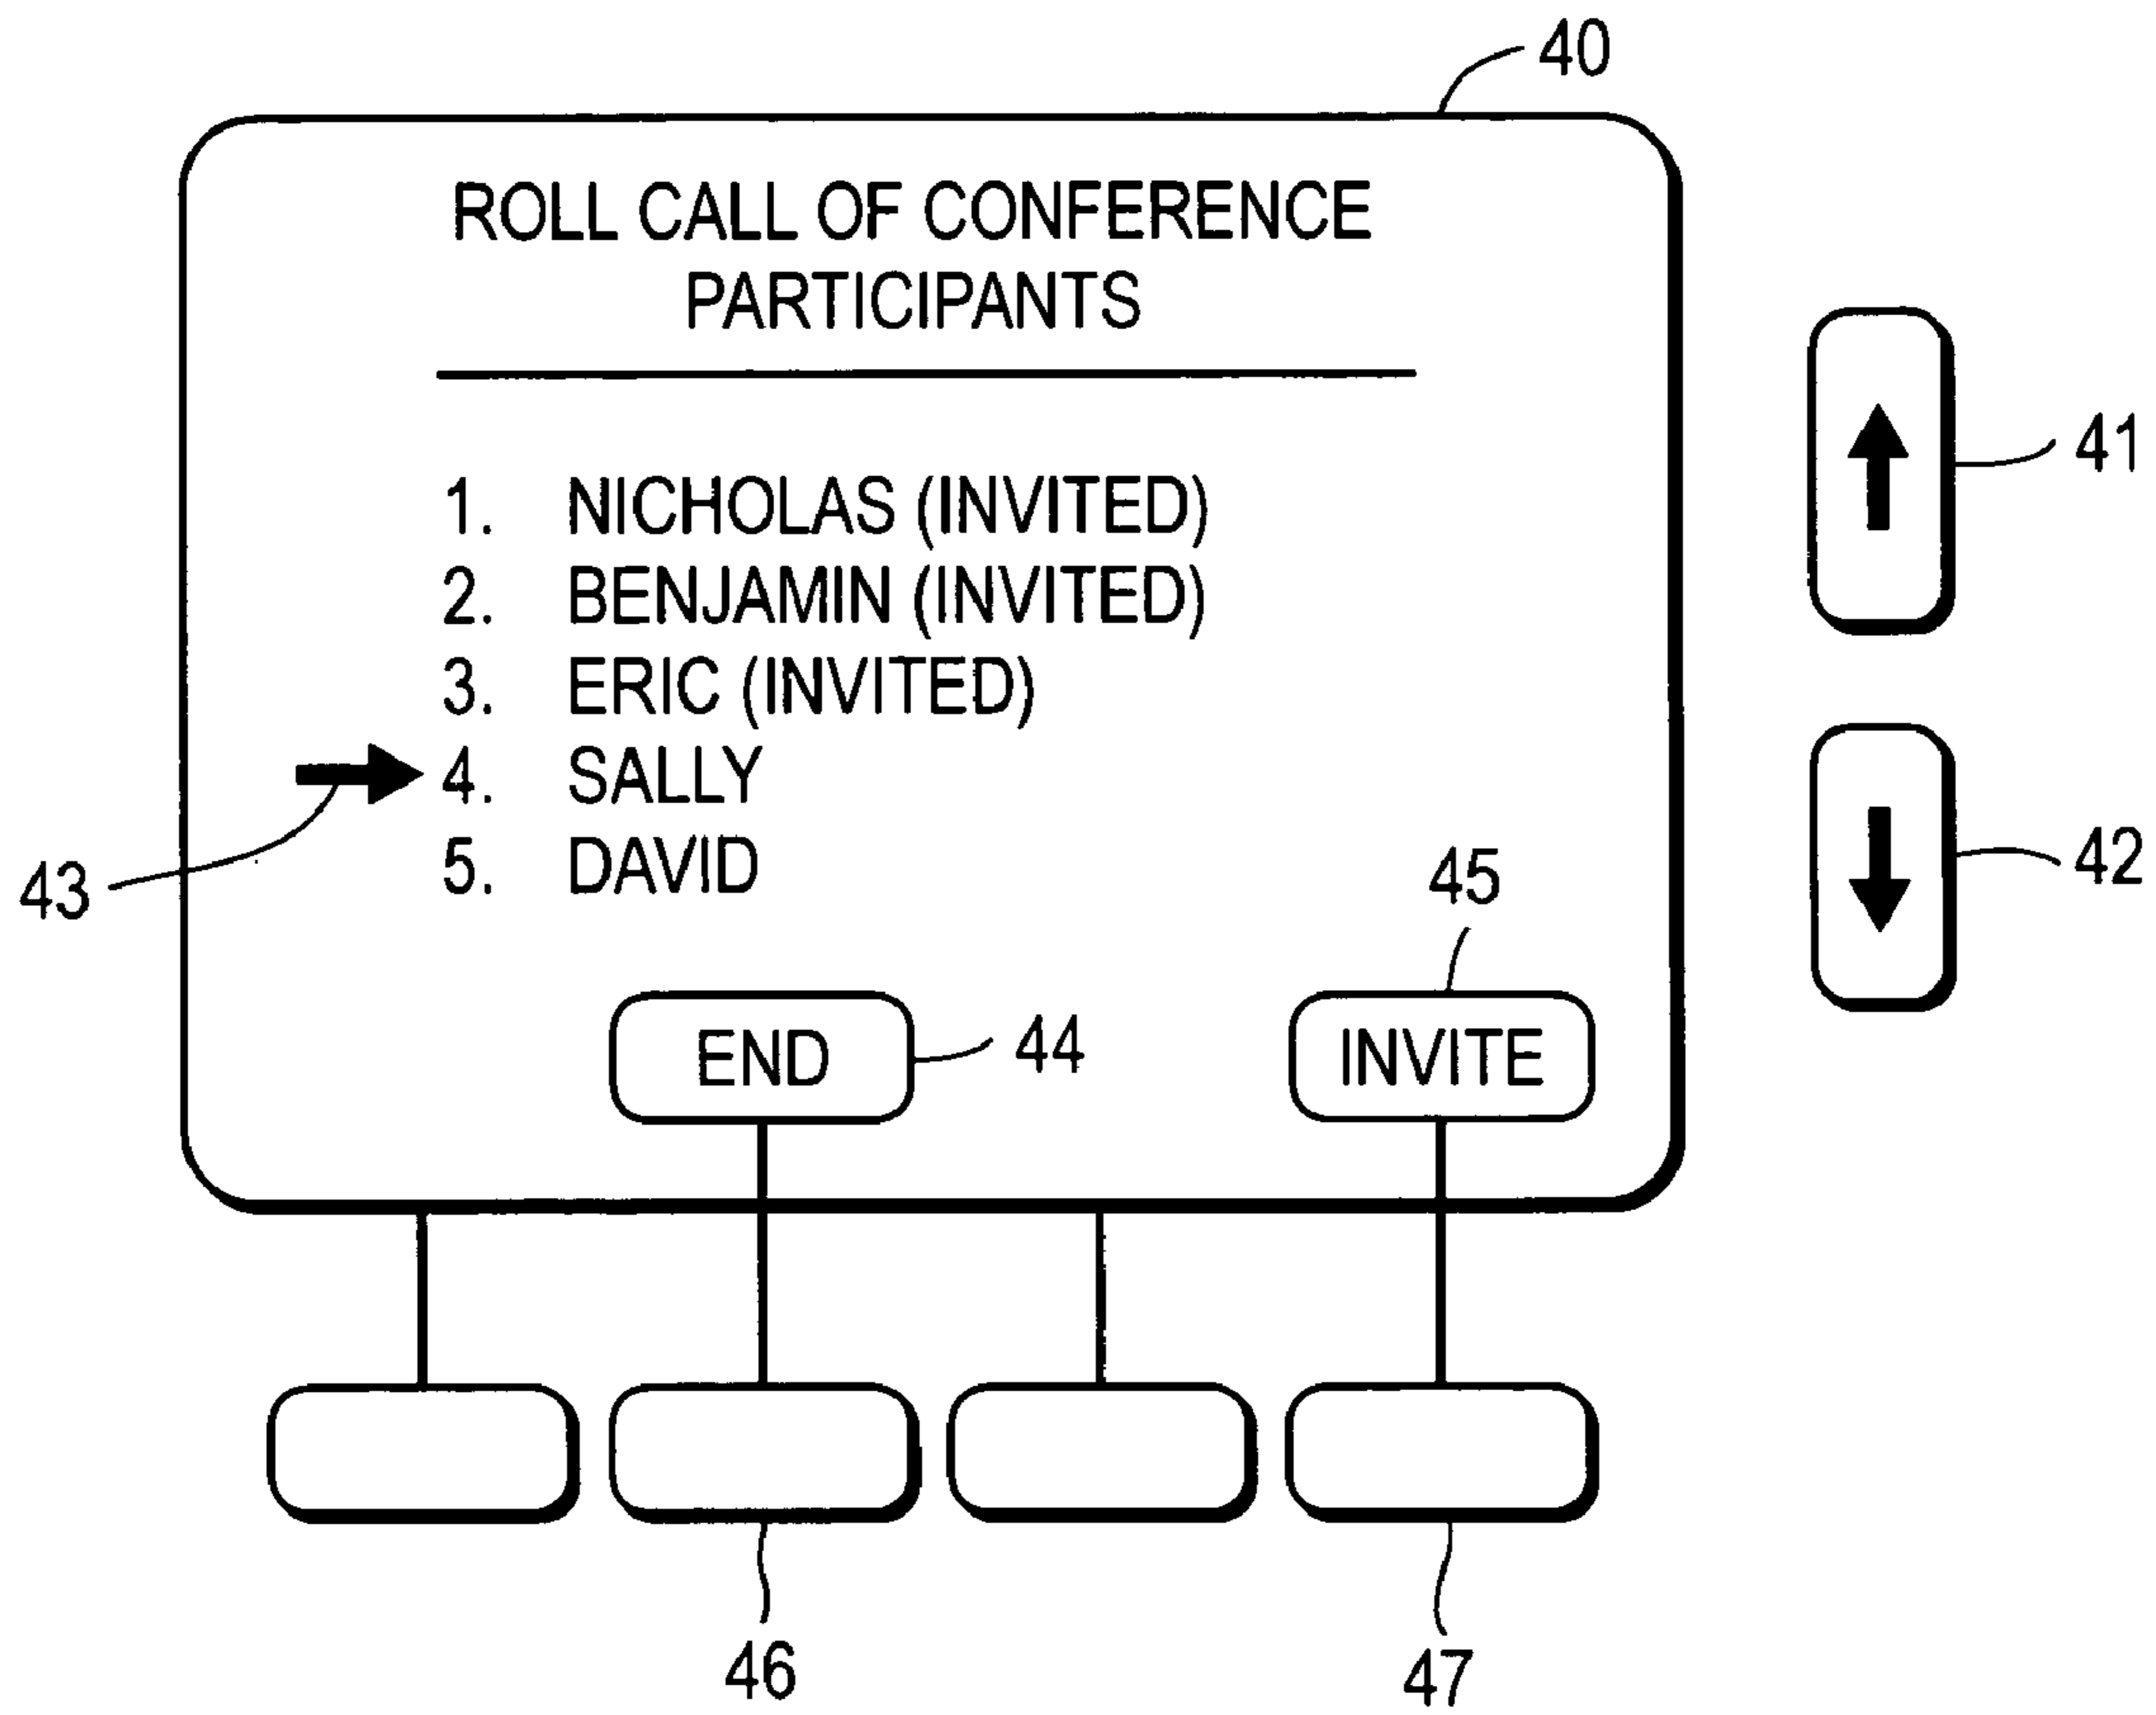 40
ROLL CALL OF CONFERENCE
PARTICIPANTS
41
1. NICHOLAS (INVITED)
2. BENJAMIN (INVITED)
3. ERIC (INVITED)
4. SALLY
5. DAVID
43
42
45
END
44
INVITE
46
47